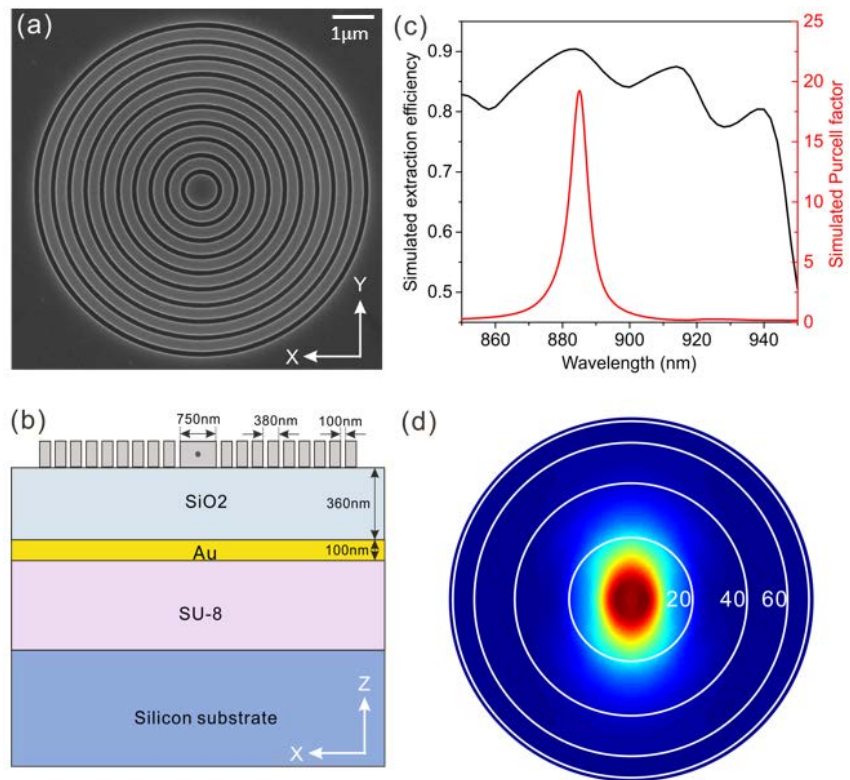 (a)
1μm
Y
X
(c)
Simulated extraction efficiency
0.9
0.8
0.7
0.6
0.5
25
20
15
10
5
0
Simulated Purcell factor
860 880 900 920 940
Wavelength (nm)
(b)
750nm 380nm 100nm
SiO2
360nm
Au
100nm
SU-8
Silicon substrate
Z
X
(d)
20 40 60